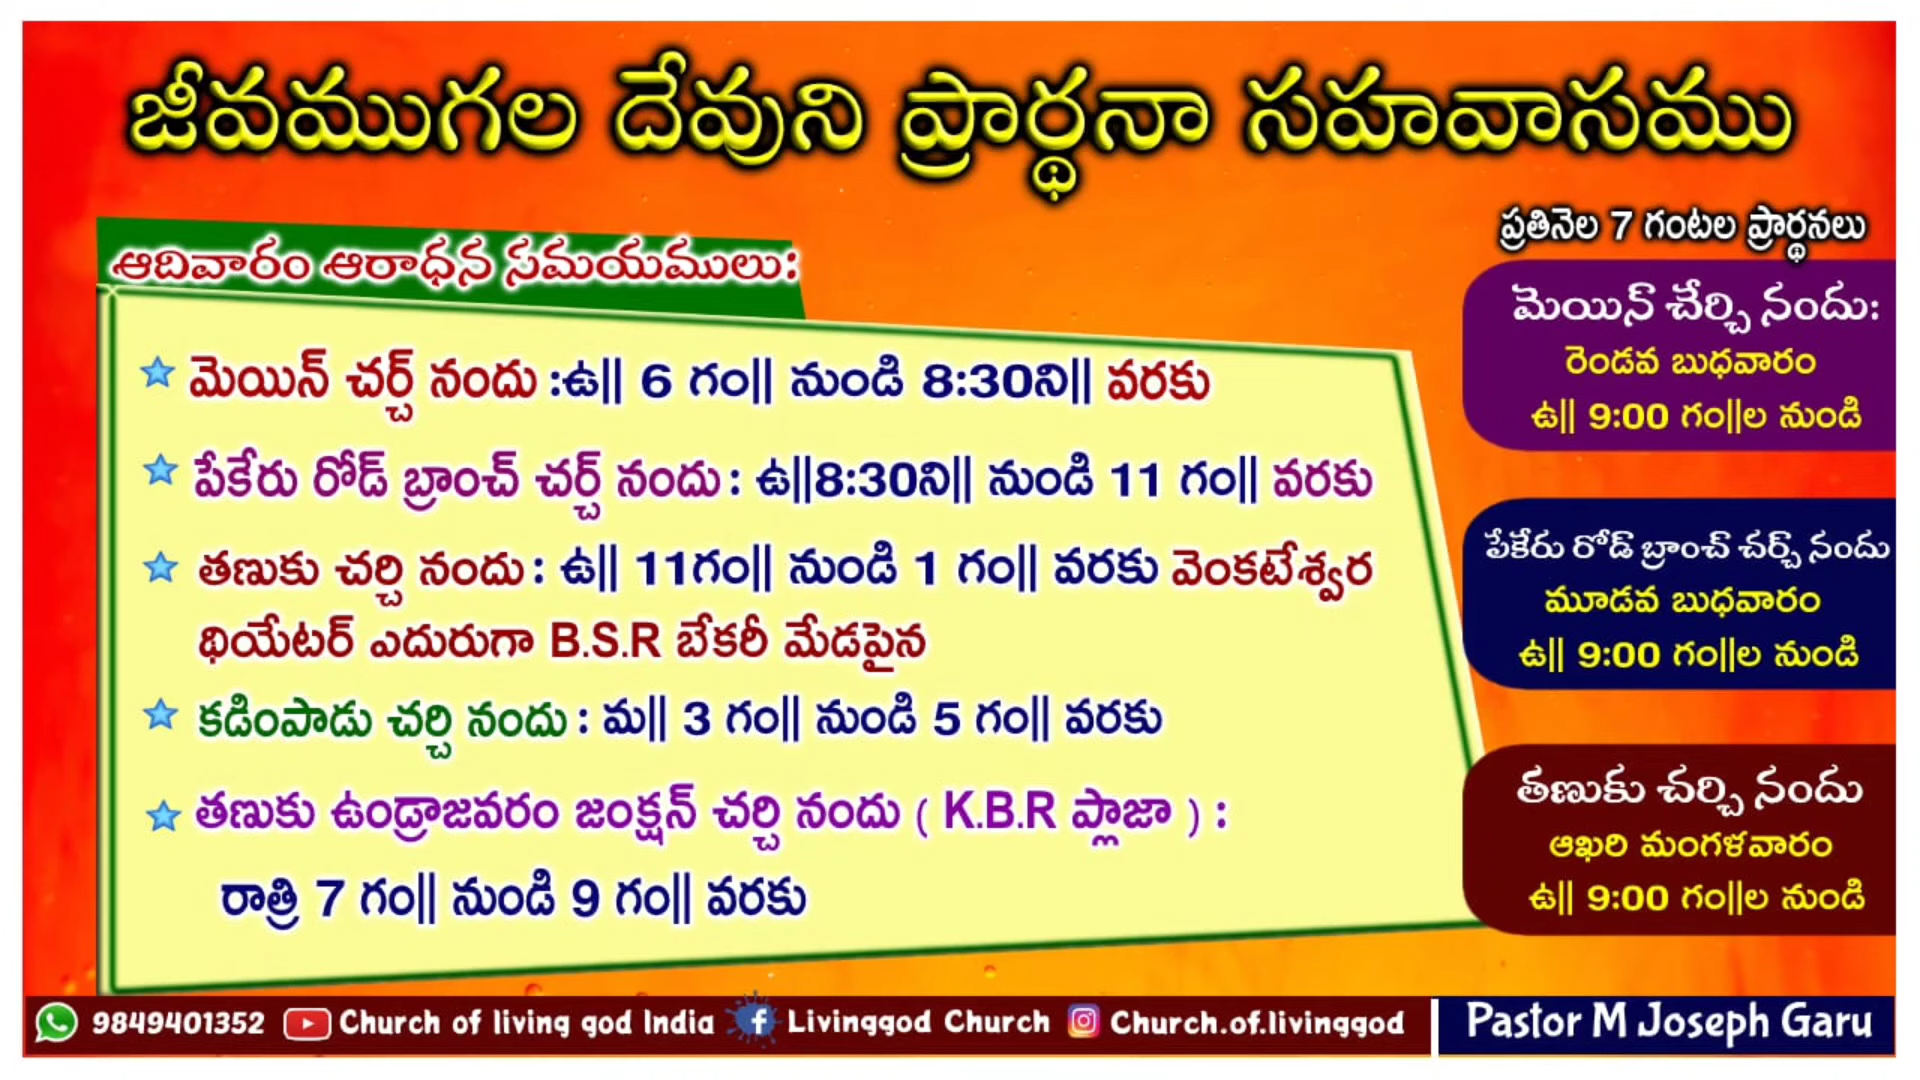 జీవముగల దేవుని ప్రార్థనా సహవాసము
ఆదివారం ఆరాధన సమయములు:
మెయిన్ చర్చ్ నందు :ఉ|| 6 గం|| నుండి 8:30ని|| వరకు
పేకేరు రోడ్ బ్రాంచ్ చర్చ్ నందు : ఉ||8:30ని|| నుండి 11 గం|| వరకు
తణుకు చర్చి నందు : ఉ|| 11గం|| నుండి 1 గం|| వరకు వెంకటేశ్వర
థియేటర్ ఎదురుగా B.S.R బేకరీ మేడపైన
కడింపాడు చర్చి నందు : మ|| 3 గం|| నుండి 5 గం|| వరకు
తణుకు ఉండ్రాజవరం జంక్షన్ చర్చి నందు ( K.B.R ప్లాజా ) :
రాత్రి 7 గం|| నుండి 9 గం|| వరకు
ప్రతినెల 7 గంటల ప్రార్థనలు
మెయిన్ చేర్చి నందు:
రెండవ బుధవారం
ఉ|| 9:00 గం||ల నుండి
పేకేరు రోడ్ బ్రాంచ్ చర్చ్ నందు
మూడవ బుధవారం
ఉ|| 9:00 గం||ల నుండి
తణుకు చర్చి నందు
ఆఖరి మంగళవారం
ఉ|| 9:00 గం||ల నుండి
9849401352 Church of living god India Livinggod Church Church.of.livinggod
Pastor M Joseph Garu